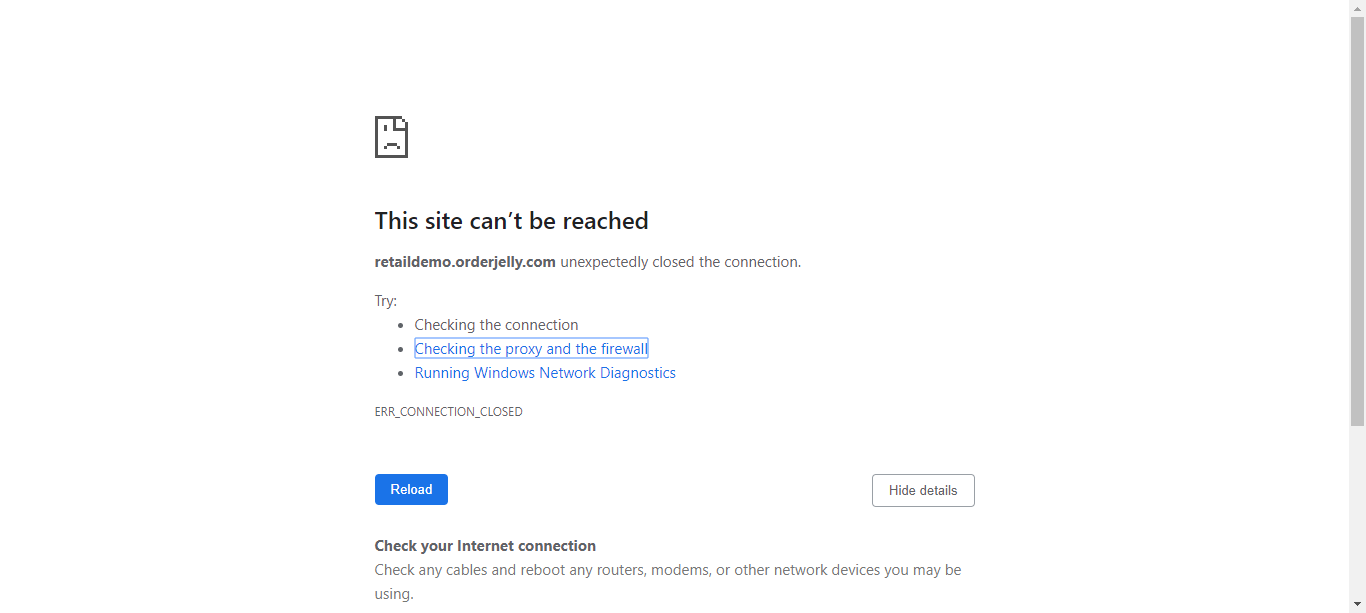 This site can’t be reached
retaildemo.orderjelly.com unexpectedly closed the connection.
Try:
Checking the connection
Checking the proxy and the firewall
Running Windows Network Diagnostics
ERR_CONNECTION_CLOSED
Reload
Hide details
Check your Internet connection
Check any cables and reboot any routers, modems, or other network devices you may be
using.